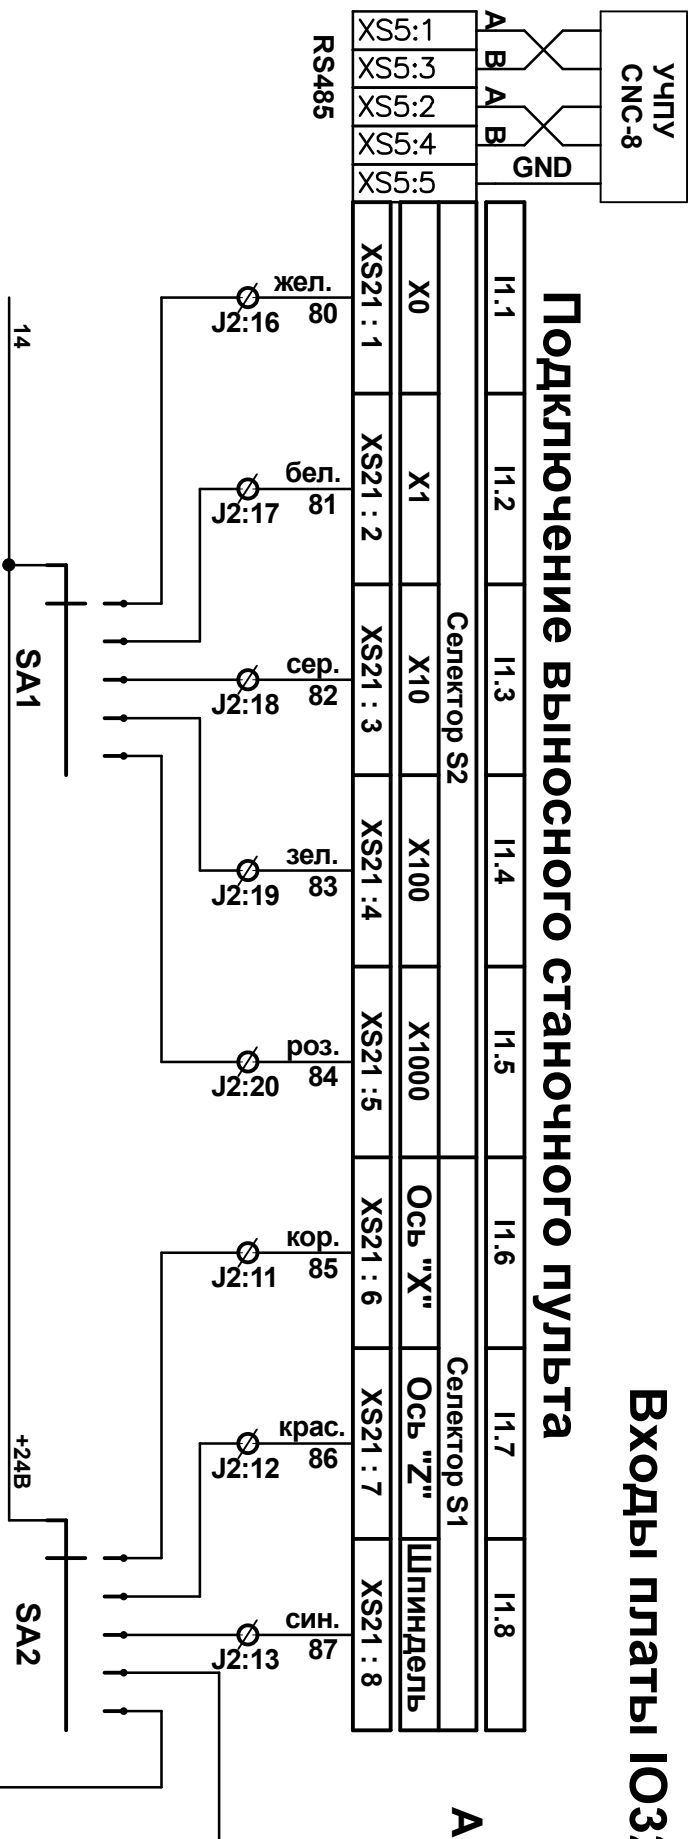 Входы платы IO32
Подключение выносного станочного пульта
УЧПУ
CNC-8
A
B
A
B
GND
XS5:1
XS5:3
XS5:2
XS5:4
XS5:5
RS485
I1.1
I1.2
I1.3
I1.4
I1.5
I1.6
I1.7
I1.8
Селектор S2
Селектор S1
X0
X1
X10
X100
X1000
Ось "X"
Ось "Z"
Шпиндель
XS21 : 1
XS21 : 2
XS21 : 3
XS21 :4
XS21 :5
XS21 : 6
XS21 : 7
XS21 : 8
жел.
80
J2:16
бел.
81
J2:17
сер.
82
J2:18
зел.
83
J2:19
роз.
84
J2:20
кор.
85
J2:11
крас.
86
J2:12
син.
87
J2:13
14
SA1
+24В
SA2
A